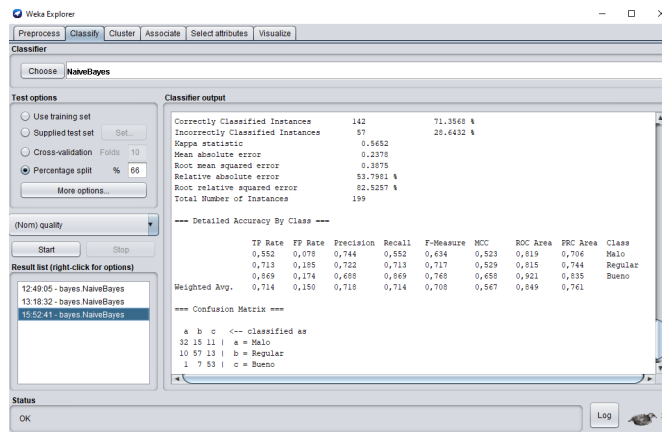 Weka Explorer
Preprocess Classify Cluster Associate Select attributes Visualize
Classifier
Choose NaiveBayes
Test options
Use training set
Supplied test set Set...
Cross-validation Folds 10
Percentage split % 66
More options...
(Nom) quality
Start Stop
Result list (right-click for options)
12:49:05 - bayes.NaiveBayes
13:18:32 - bayes.NaiveBayes
15:52:41 - bayes.NaiveBayes
Classifier output
Correctly Classified Instances 142 71.3568 %
Incorrectly Classified Instances 57 28.6432 %
Kappa statistic 0.5652
Mean absolute error 0.2378
Root mean squared error 0.3875
Relative absolute error 53.7981 %
Root relative squared error 82.5257 %
Total Number of Instances 199
=== Detailed Accuracy By Class ===
TP Rate FP Rate Precision Recall F-Measure MCC ROC Area PRC Area Class
0,552 0,078 0,744 0,552 0,634 0,523 0,819 0,706 Malo
0,713 0,185 0,722 0,713 0,717 0,529 0,815 0,744 Regular
0,869 0,174 0,688 0,869 0,768 0,658 0,921 0,835 Bueno
Weighted Avg. 0,714 0,150 0,718 0,714 0,708 0,567 0,849 0,761
=== Confusion Matrix ===
a b c <-- classified as
32 15 11 | a = Malo
10 57 13 | b = Regular
1 7 53 | c = Bueno
Status
OK
Log